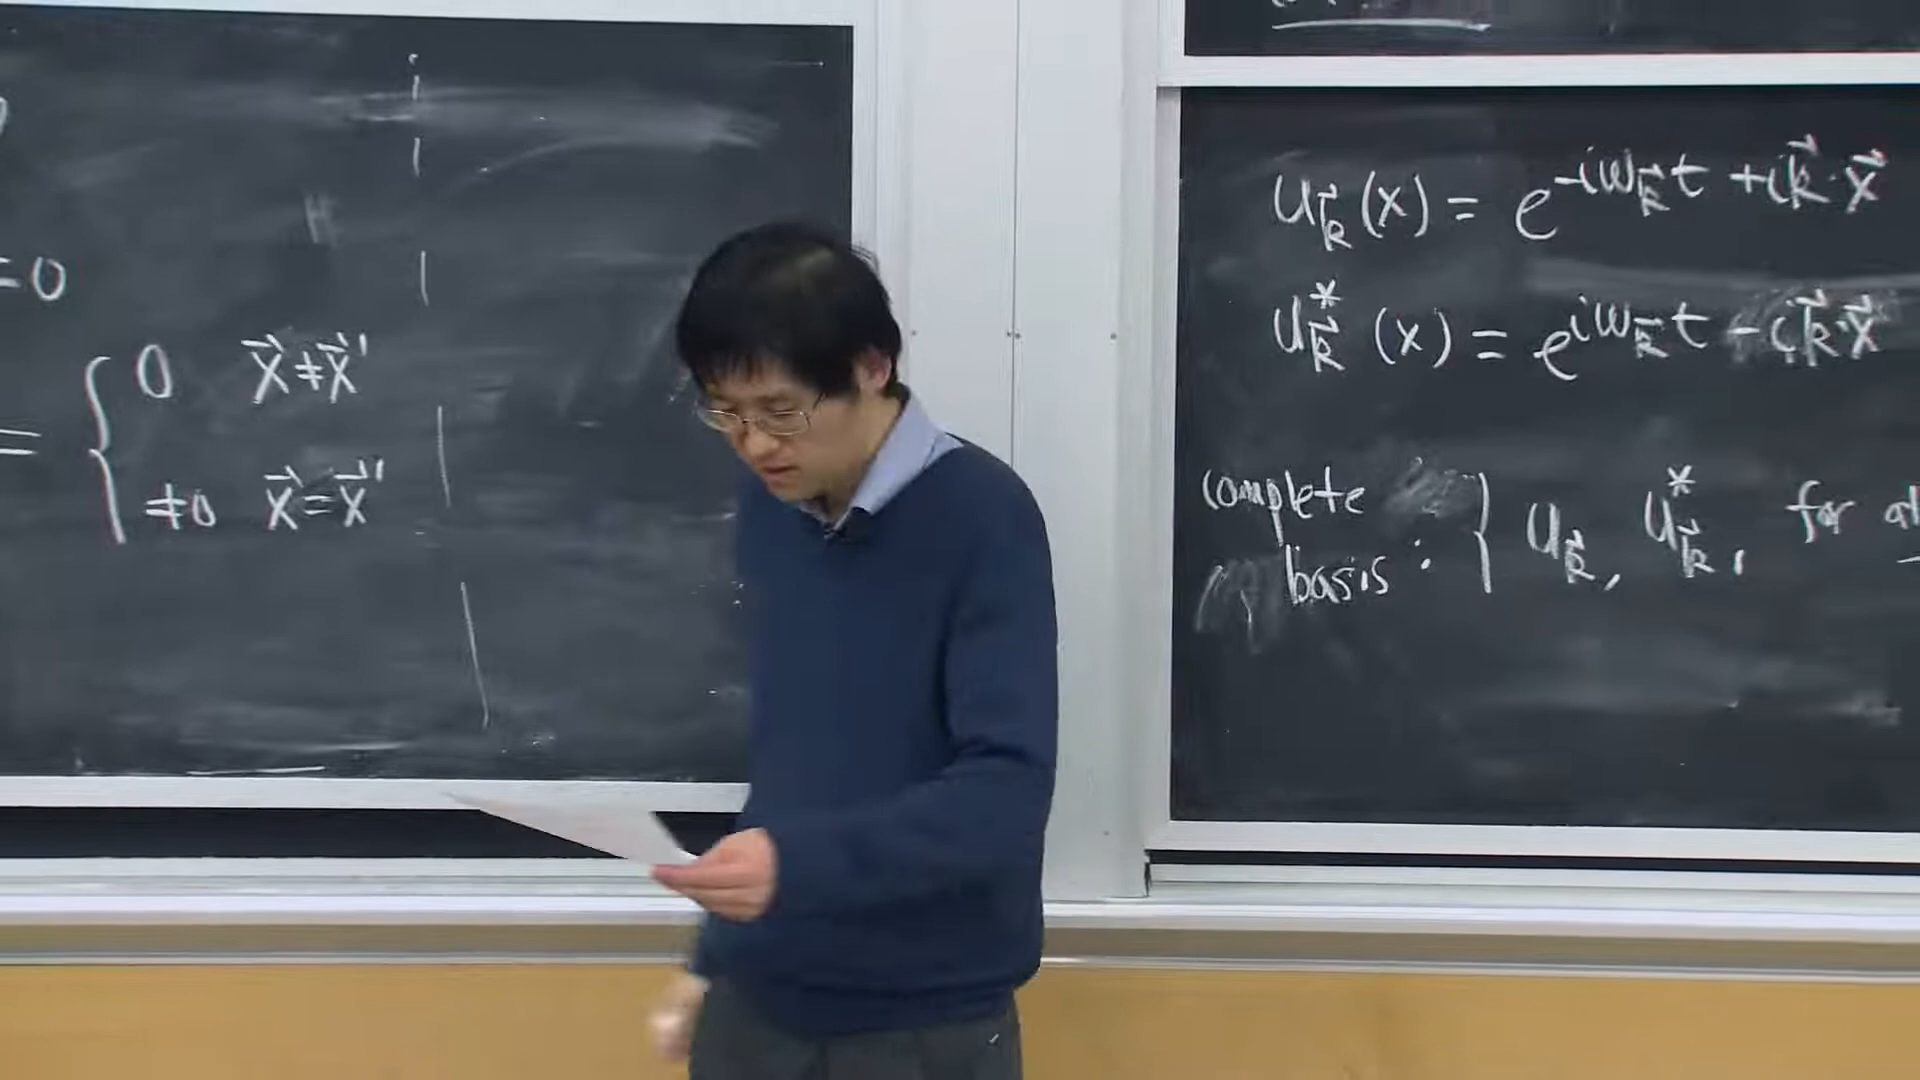 =0
= { 0 x⃗≠x⃗'
≠0 x⃗=x⃗'
u_k⃗(x) = e^{-iω_k⃗ t + ik⃗·x⃗}
u*_k⃗(x) = e^{iω_k⃗ t - ik⃗·x⃗}
complete
basis : } u_k⃗, u*_k⃗, for